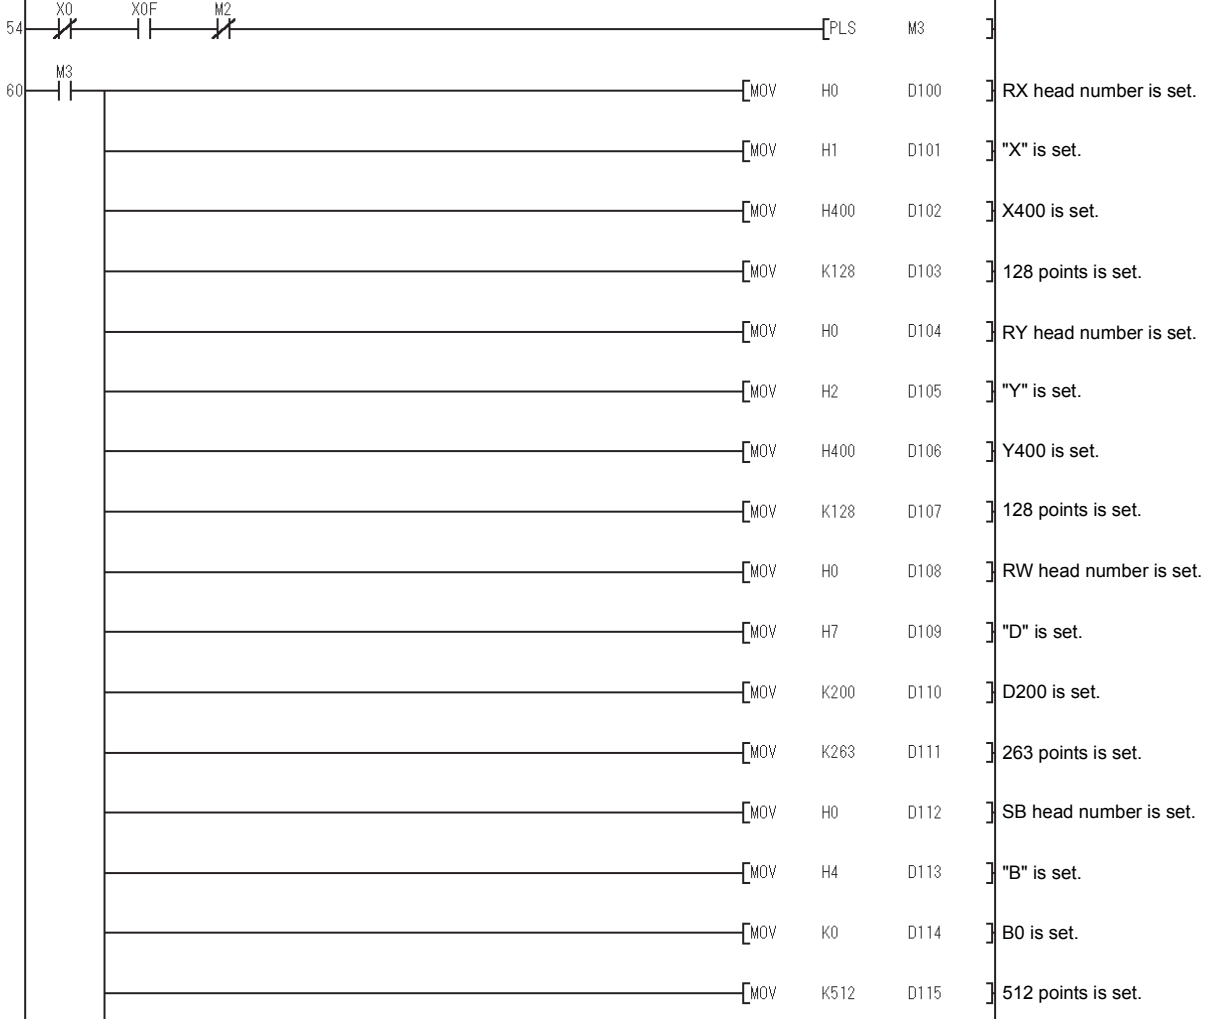 X0 X0F M2
54 PLS M3
M3
60 MOV H0 D100 RX head number is set.
MOV H1 D101 "X" is set.
MOV H400 D102 X400 is set.
MOV K128 D103 128 points is set.
MOV H0 D104 RY head number is set.
MOV H2 D105 "Y" is set.
MOV H400 D106 Y400 is set.
MOV K128 D107 128 points is set.
MOV H0 D108 RW head number is set.
MOV H7 D109 "D" is set.
MOV K200 D110 D200 is set.
MOV K263 D111 263 points is set.
MOV H0 D112 SB head number is set.
MOV H4 D113 "B" is set.
MOV K0 D114 B0 is set.
MOV K512 D115 512 points is set.